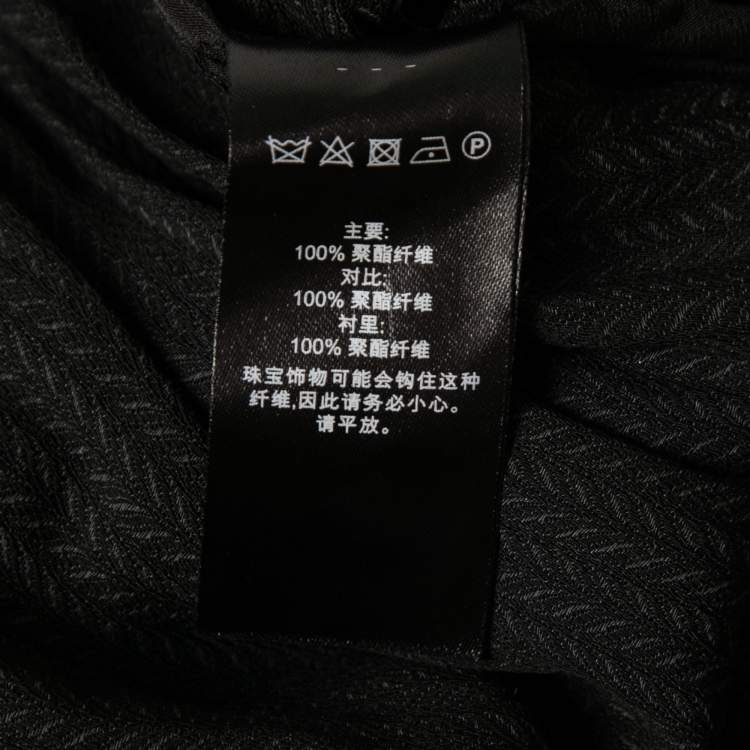 P
主要:
100% 聚酯纤维
对比:
100% 聚酯纤维
衬里:
100% 聚酯纤维
珠宝饰物可能会钩住这种
纤维,因此请务必小心。
请平放。